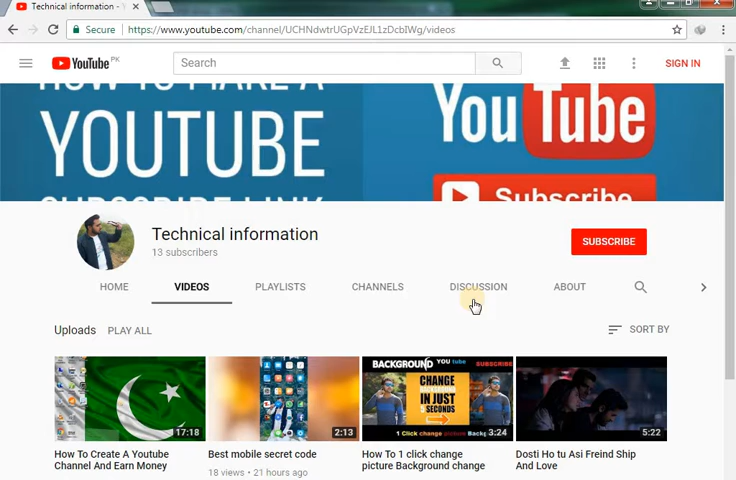 Technical information - Y
Secure https://www.youtube.com/channel/UCHNdwtrUGpVzEJL1zDcbIWg/videos
YouTube PK
Search
SIGN IN
HOW TO MAKE A
YOUTUBE
SUBSCRIBE LINK
YouTube
Subscribe
Technical information
13 subscribers
SUBSCRIBE
HOME VIDEOS PLAYLISTS CHANNELS DISCUSSION ABOUT
Uploads PLAY ALL
SORT BY
17:18
2:13
BACKGROUND YOU tube SUBSCRIBE
CHANGE
BACKGROUND
IN JUST
SECONDS
1 Click change picture Back
3:24
5:22
How To Create A Youtube
Channel And Earn Money
Best mobile secret code
18 views • 21 hours ago
How To 1 click change
picture Background change
Dosti Ho tu Asi Freind Ship
And Love